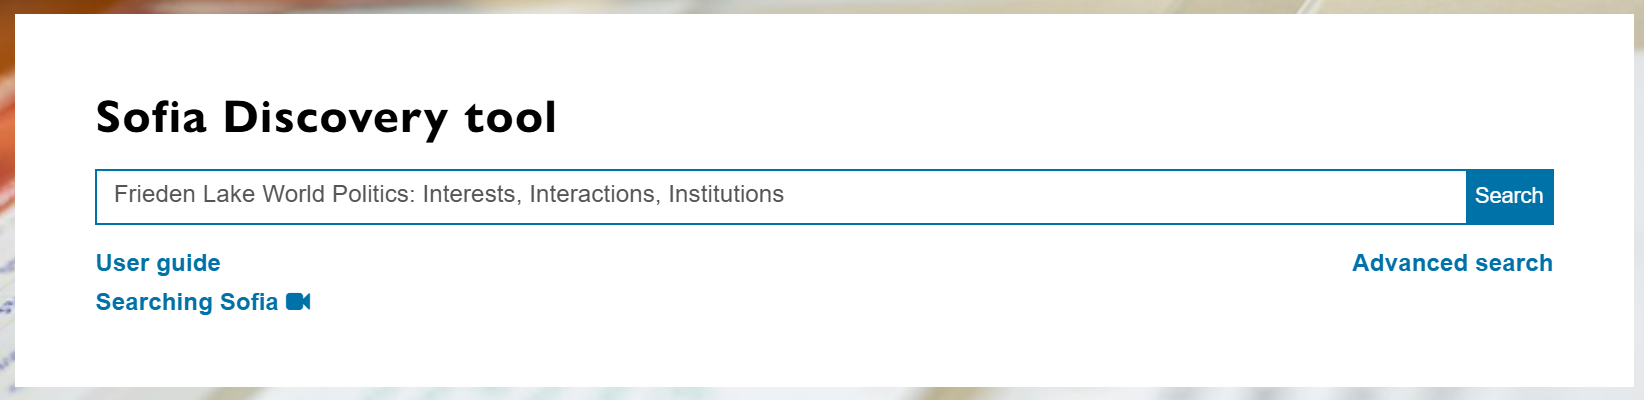 Sofia Discovery tool
Frieden Lake World Politics: Interests, Interactions, Institutions
Search
User guide
Advanced search
Searching Sofia